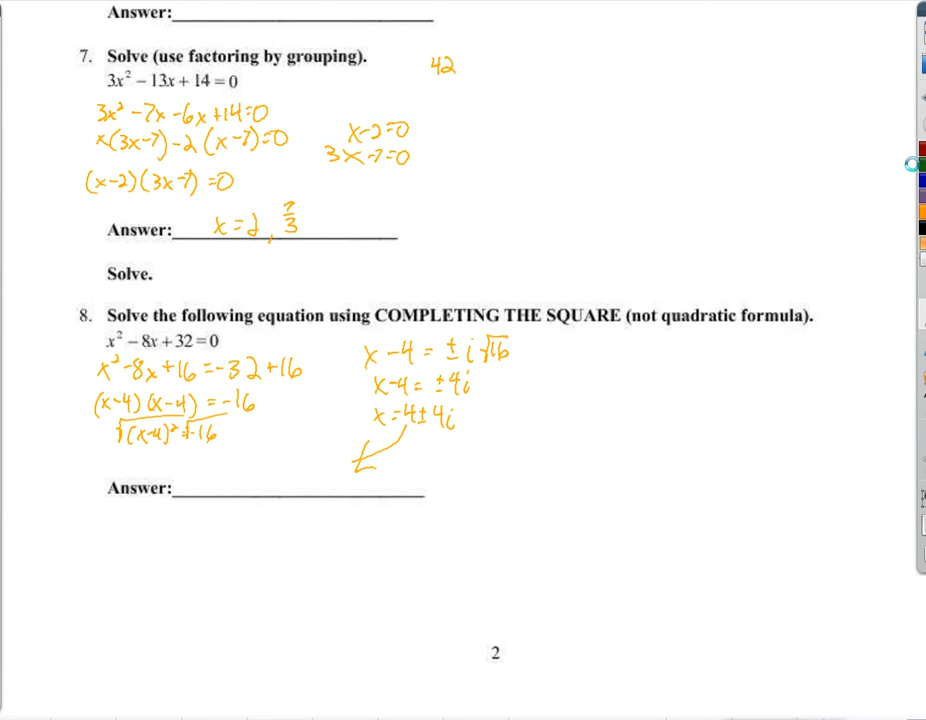 Answer:
7. Solve (use factoring by grouping).
42
3x² – 13x + 14 = 0
3x² -7x -6x +14=0
x(3x-7) -2(x-7)=0
x-2=0
3x-7=0
(x-2)(3x-7)=0
Answer: x=2, 7/3
Solve.
8. Solve the following equation using COMPLETING THE SQUARE (not quadratic formula).
x² – 8x + 32 = 0
x²-8x+16=-32+16
(x-4)(x-4) = -16
√(x-4)² = √-16
x-4 = ± i√16
x-4 = ±4i
x=4±4i
Answer:
2